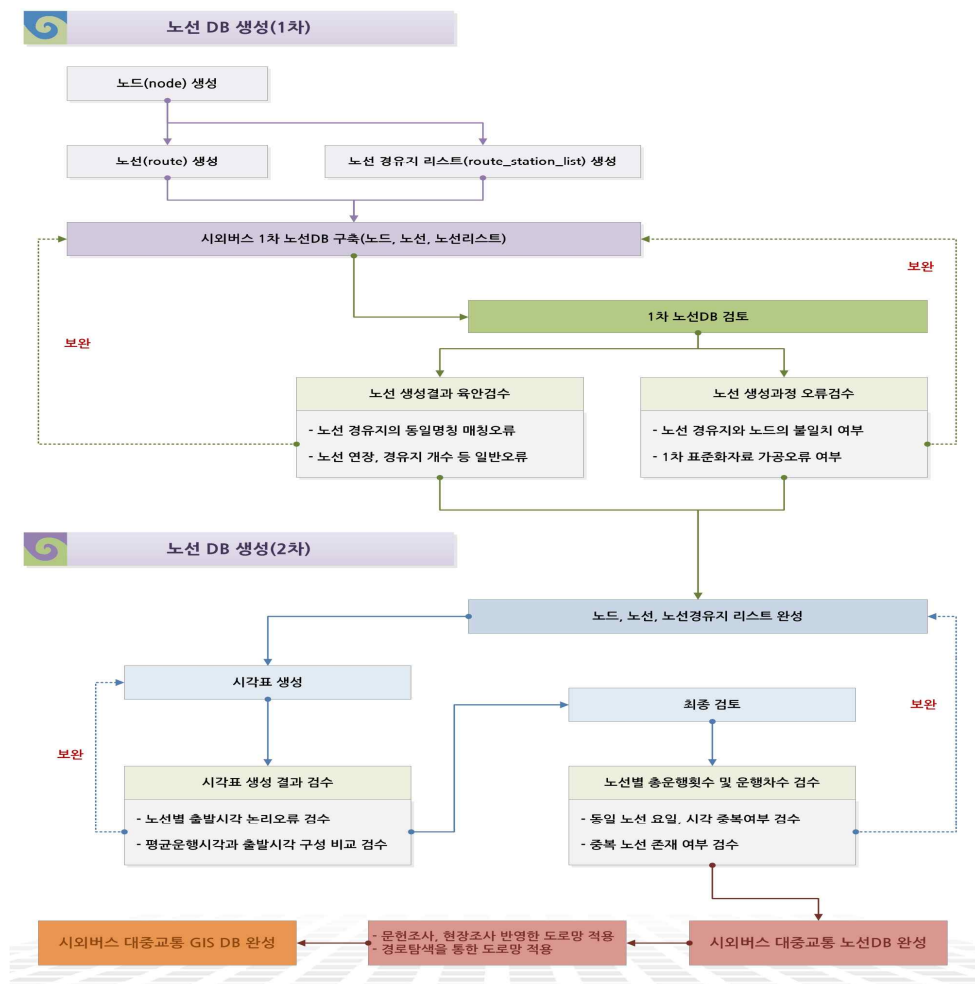 노선 DB 생성(1차)
노드(node) 생성
노선(route) 생성
노선 경유지 리스트(route_station_list) 생성
시외버스 1차 노선DB 구축(노드, 노선, 노선리스트)
보완
1차 노선DB 검토
보완
노선 생성결과 육안검수
- 노선 경유지의 동일명칭 매칭오류
- 노선 연장, 경유지 개수 등 일반오류
노선 생성과정 오류검수
- 노선 경유지와 노드의 불일치 여부
- 1차 표준화자료 가공오류 여부
노선 DB 생성(2차)
노드, 노선, 노선경유지 리스트 완성
시각표 생성
최종 검토
보완
보완
시각표 생성 결과 검수
- 노선별 출발시각 논리오류 검수
- 평균운행시각과 출발시각 구성 비교 검수
노선별 총운행횟수 및 운행차수 검수
- 동일 노선 요일, 시각 중복여부 검수
- 중복 노선 존재 여부 검수
시외버스 대중교통 GIS DB 완성
- 문헌조사, 현장조사 반영한 도로망 적용
- 경로탐색을 통한 도로망 적용
시외버스 대중교통 노선DB 완성